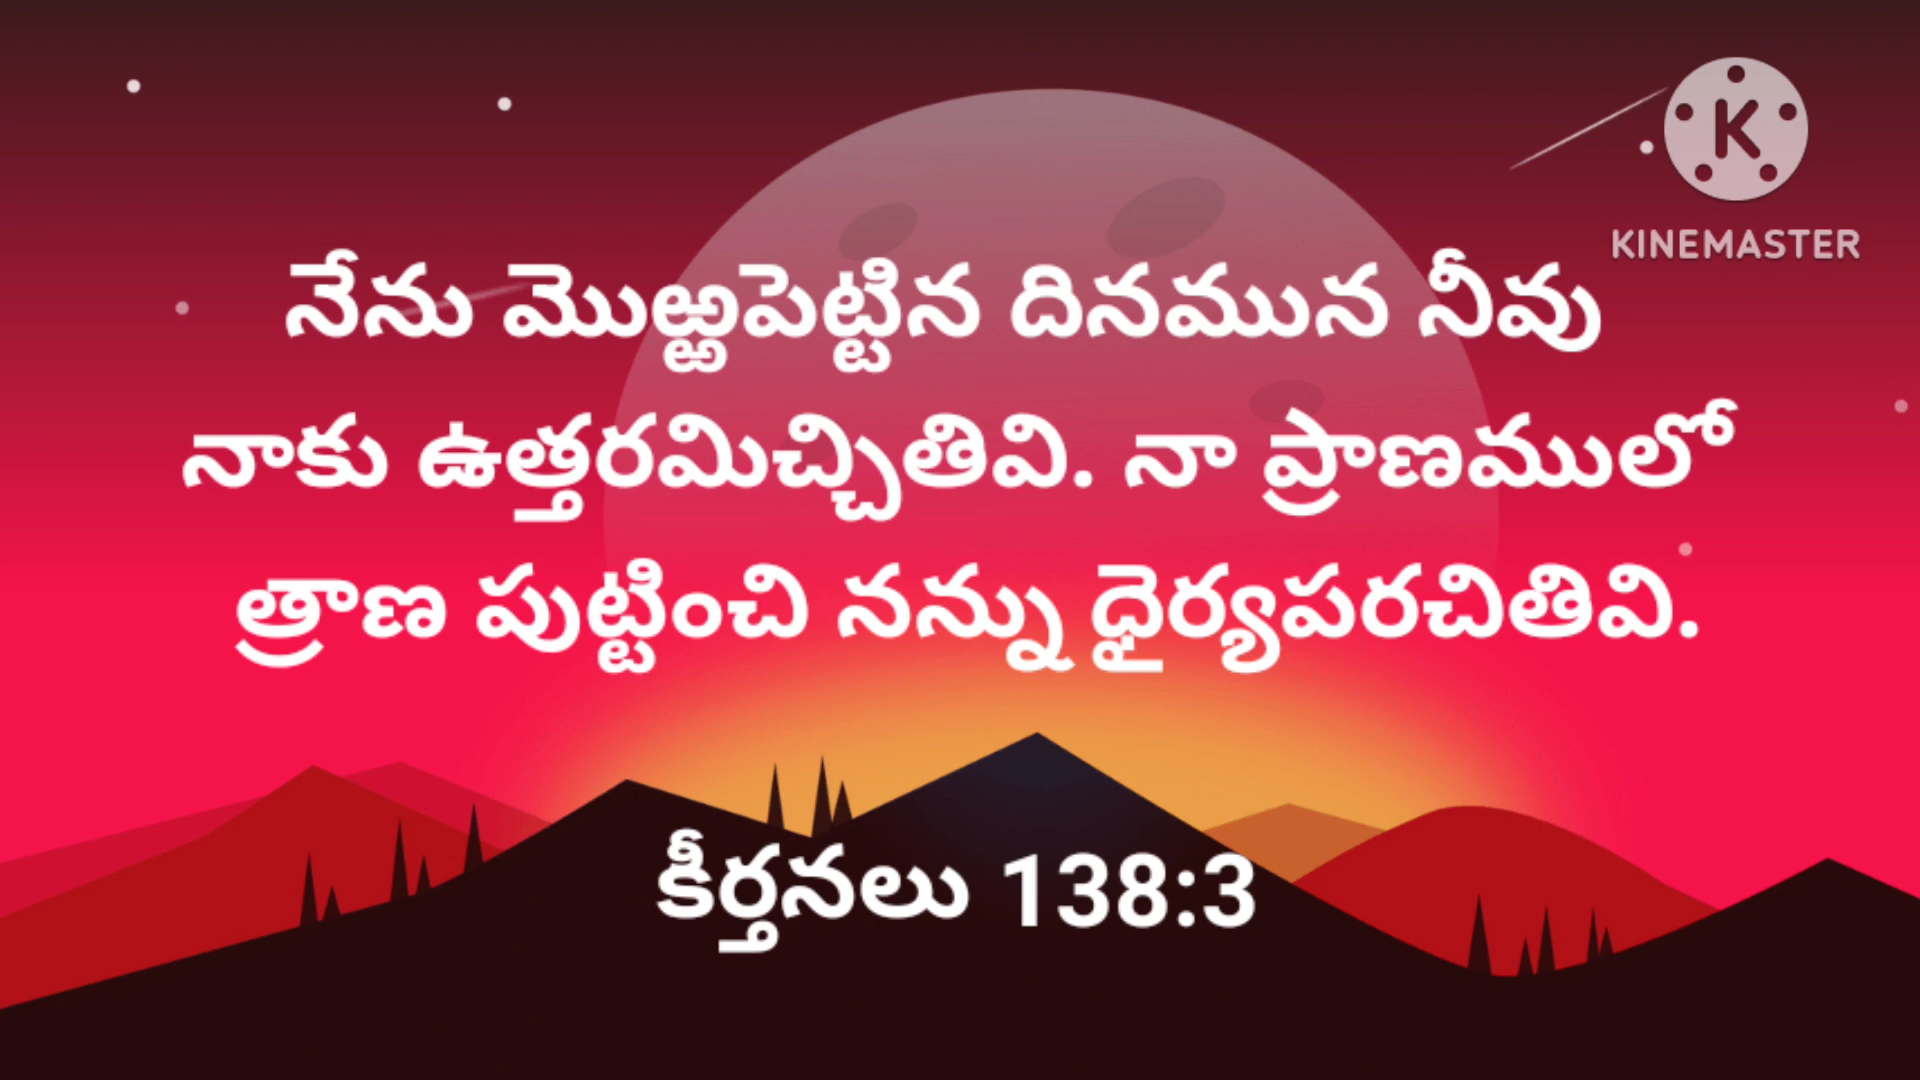 KINEMASTER
నేను మొఱ్ఱపెట్టిన దినమున నీవు
నాకు ఉత్తరమిచ్చితివి. నా ప్రాణములో
త్రాణ పుట్టించి నన్ను ధైర్యపరచితివి.
కీర్తనలు 138:3